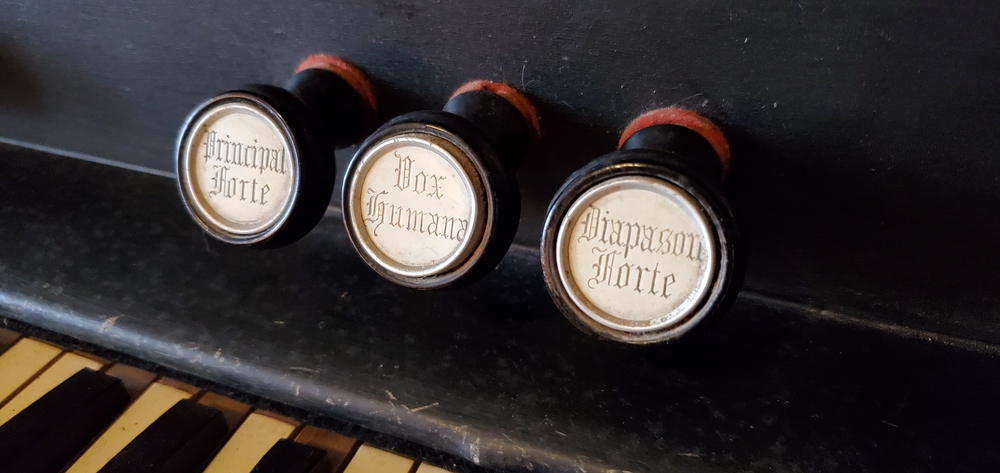 Principal
Forte
Vox
Humana
Diapason
Forte